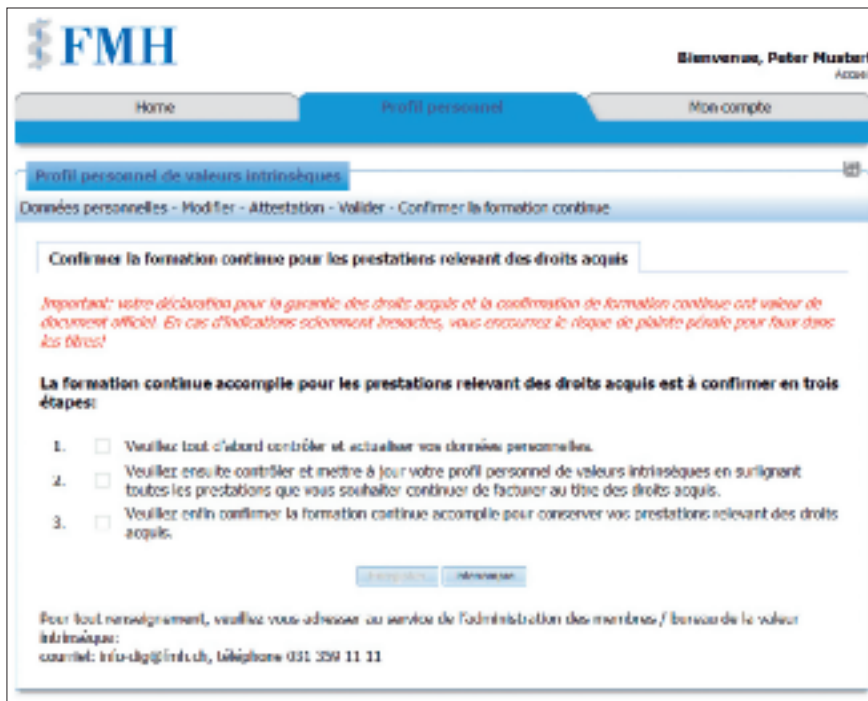 FMH
Bienvenue, Peter Muster
Home
Profil personnel
Mon compte
Profil personnel de valeurs intrinsèques
Données personnelles - Modifier - Attestation - Valider - Confirmer la formation continue
Confirmer la formation continue pour les prestations relevant des droits acquis
Important: votre déclaration pour la garantie des droits acquis et la confirmation de formation continue ont valeur de
document officiel. En cas d'indications sciemment inexactes, vous encourrez le risque de plainte pénale pour faux dans
les titres!
La formation continue accomplie pour les prestations relevant des droits acquis est à confirmer en trois
étapes:
1. Veuillez tout d'abord contrôler et actualiser vos données personnelles.
2. Veuillez ensuite contrôler et mettre à jour votre profil personnel de valeurs intrinsèques en surlignant
toutes les prestations que vous souhaiter continuer de facturer au titre des droits acquis.
3. Veuillez enfin confirmer la formation continue accomplie pour conserver vos prestations relevant des droits
acquis.
Pour tout renseignement, veuillez vous adresser au service de l'administration des membres / bureau de la valeur
intrinsèque:
courriel: info-dig@fmh.ch, téléphone 031 359 11 11